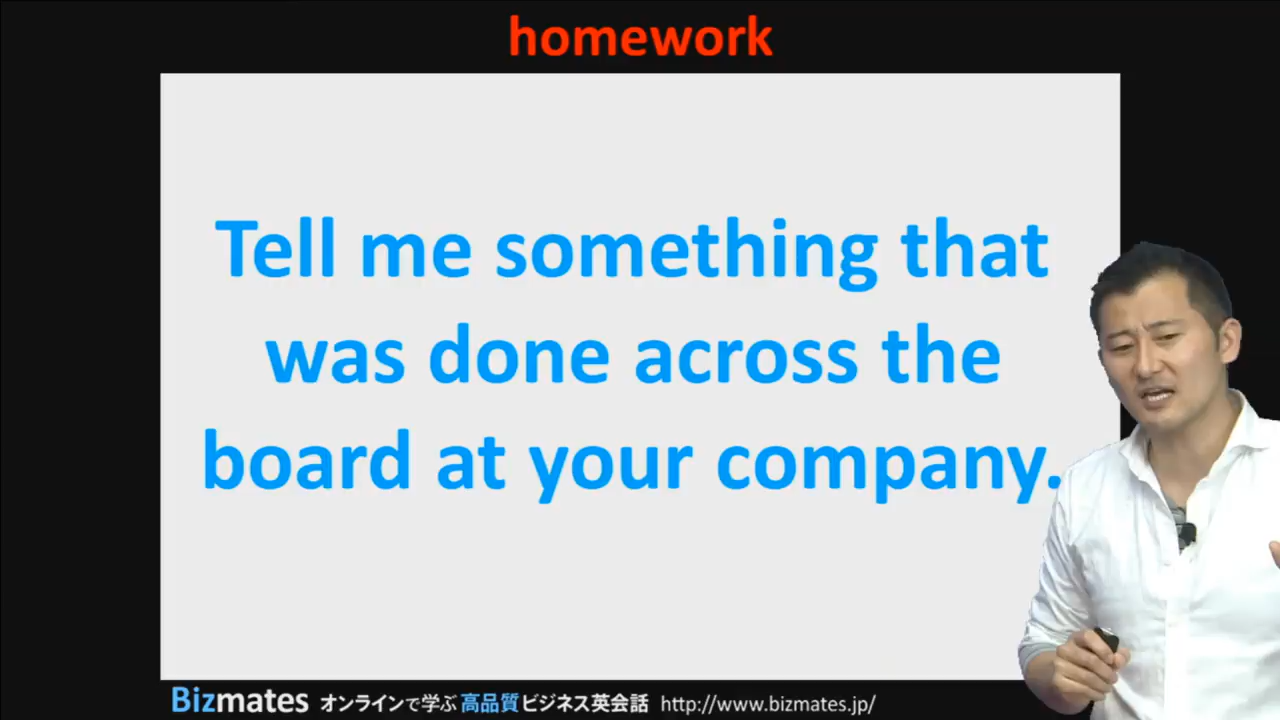 homework
Tell me something that
was done across the
board at your company.
Bizmates オンラインで学ぶ高品質ビジネス英会話 http://www.bizmates.jp/